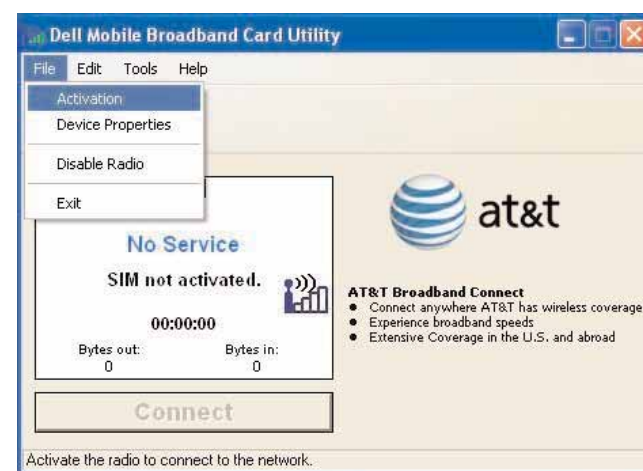 Dell Mobile Broadband Card Utility
File Edit Tools Help
Activation
Device Properties
Disable Radio
Exit
No Service
SIM not activated.
00:00:00
Bytes out: Bytes in:
0 0
Connect
at&t
AT&T Broadband Connect
• Connect anywhere AT&T has wireless coverage
• Experience broadband speeds
• Extensive Coverage in the U.S. and abroad
Activate the radio to connect to the network.